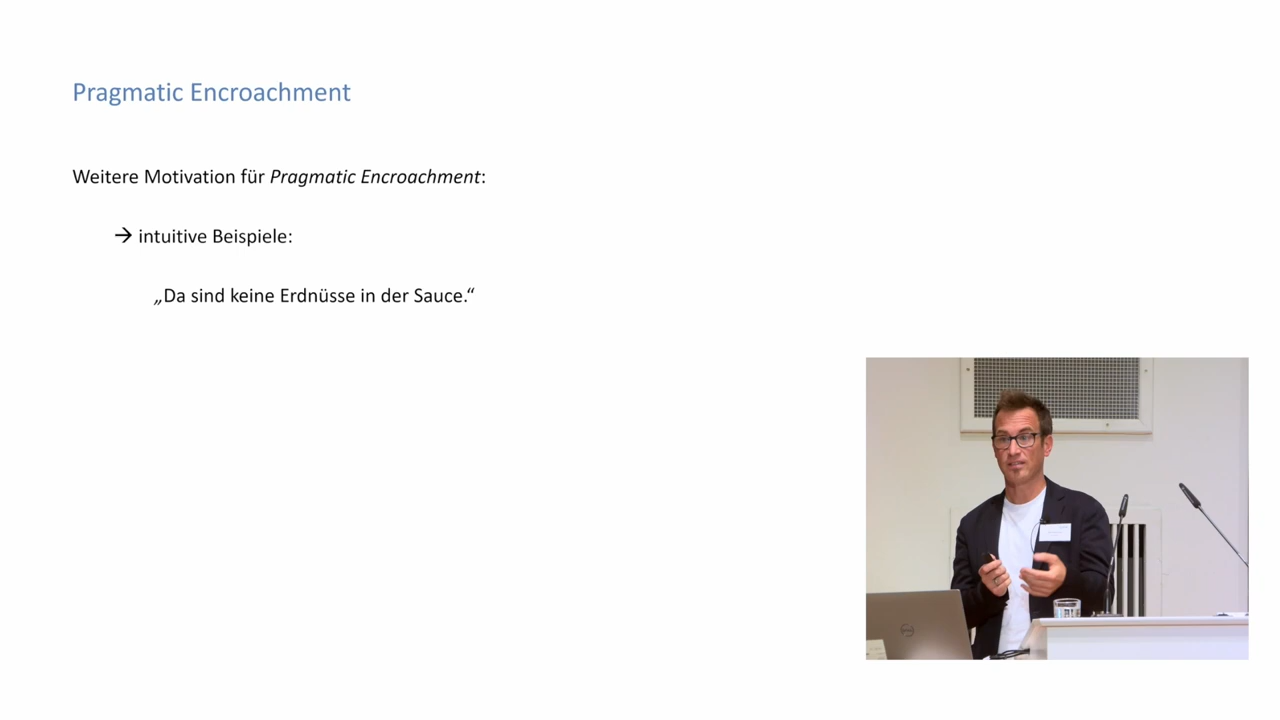 Pragmatic Encroachment
Weitere Motivation für Pragmatic Encroachment:
→ intuitive Beispiele:
„Da sind keine Erdnüsse in der Sauce.“